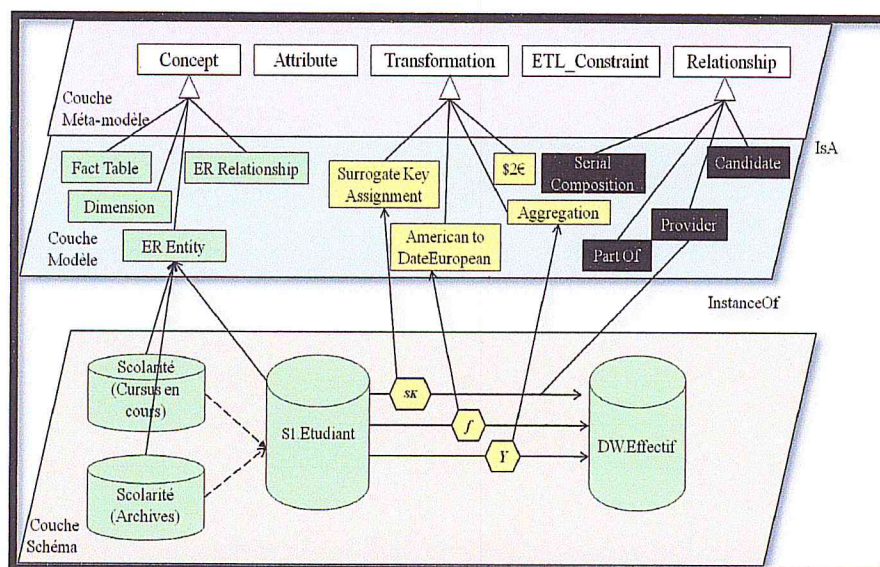 Concept
Attribute
Transformation
ETL_Constraint
Relationship
Couche
Méta-modèle
IsA
Fact Table
ER Relationship
Surrogate Key
Assignment
$2€
Serial
Composition
Candidate
Dimension
Aggregation
Provider
Couche
Modèle
ER Entity
American to
DateEuropean
Part Of
InstanceOf
Scolarité
(Cursus en
cours)
S1.Etudiant
SK
f
Y
DW.Effectif
Scolarité
(Archives)
Couche
Schéma